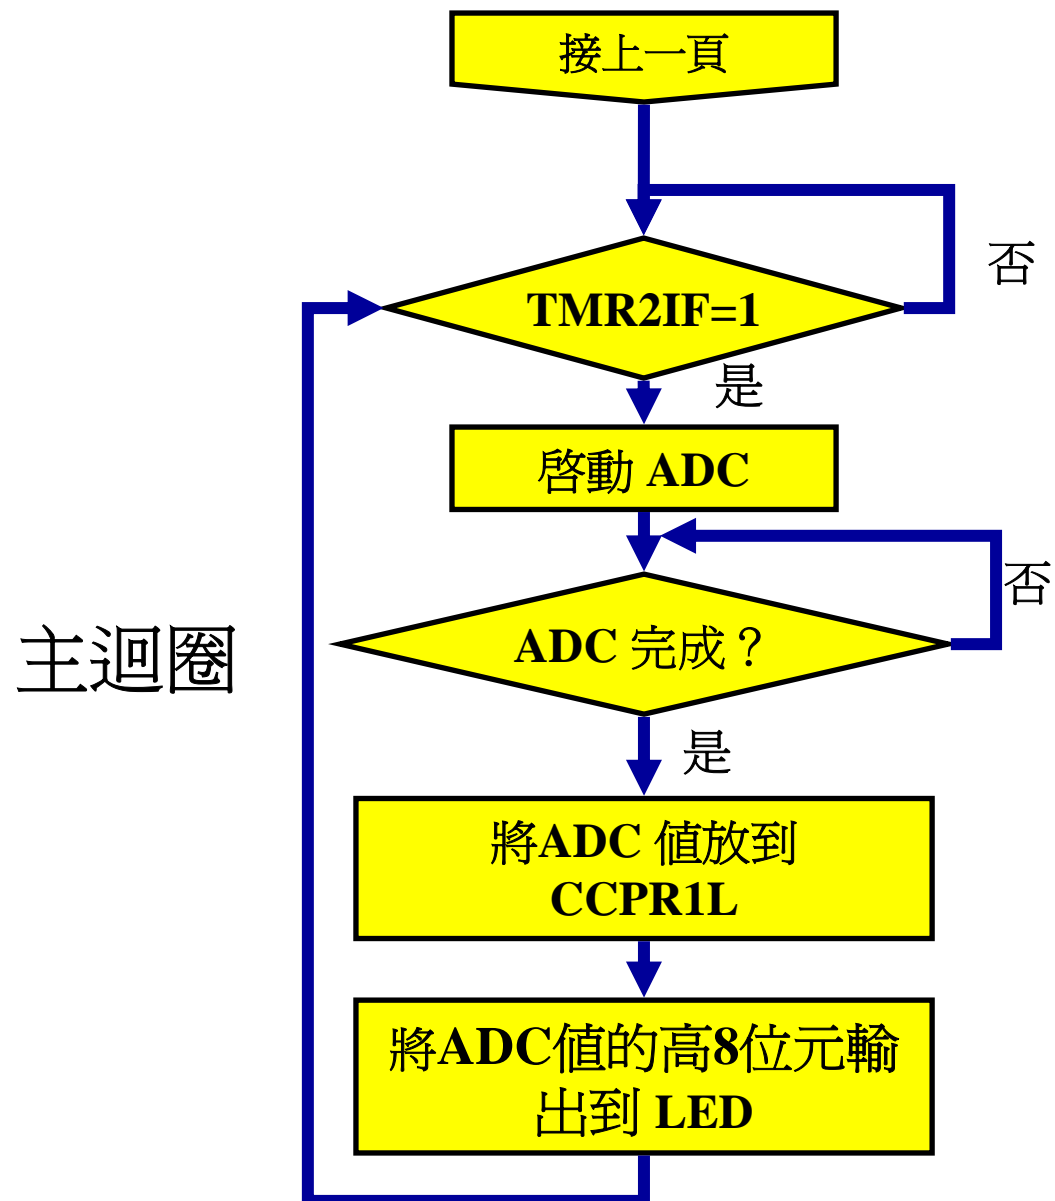 接上一頁
否
TMR2IF=1
是
啓動 ADC
否
ADC 完成？
主迴圈
是
將ADC 值放到
CCPR1L
將ADC值的高8位元輸
出到 LED